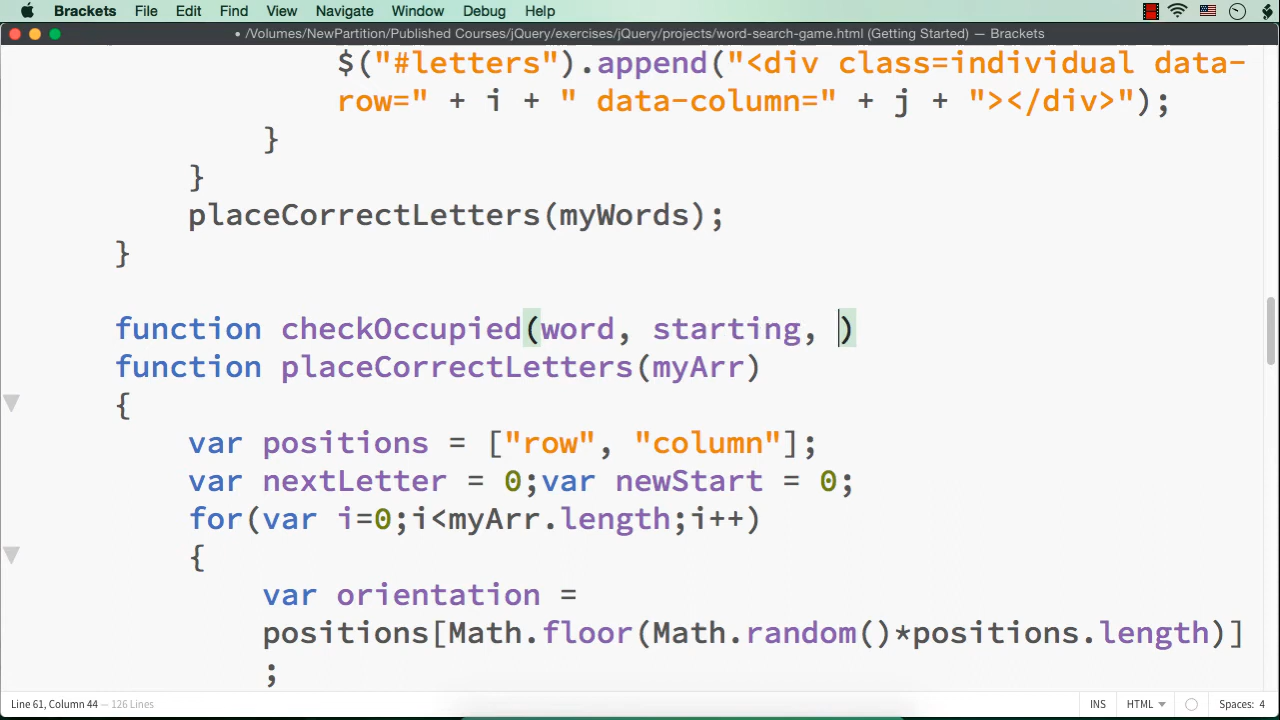 Brackets File Edit Find View Navigate Window Debug Help
• /Volumes/NewPartition/Published Courses/jQuery/exercises/jQuery/projects/word-search-game.html (Getting Started) — Brackets
$("#letters").append("<div class=individual data-
row=" + i + " data-column=" + j + "></div>");
}
}
placeCorrectLetters(myWords);
}
function checkOccupied(word, starting, )
function placeCorrectLetters(myArr)
{
var positions = ["row", "column"];
var nextLetter = 0;var newStart = 0;
for(var i=0;i<myArr.length;i++)
{
var orientation =
positions[Math.floor(Math.random()*positions.length)]
;
Line 61, Column 44 — 126 Lines INS HTML Spaces: 4